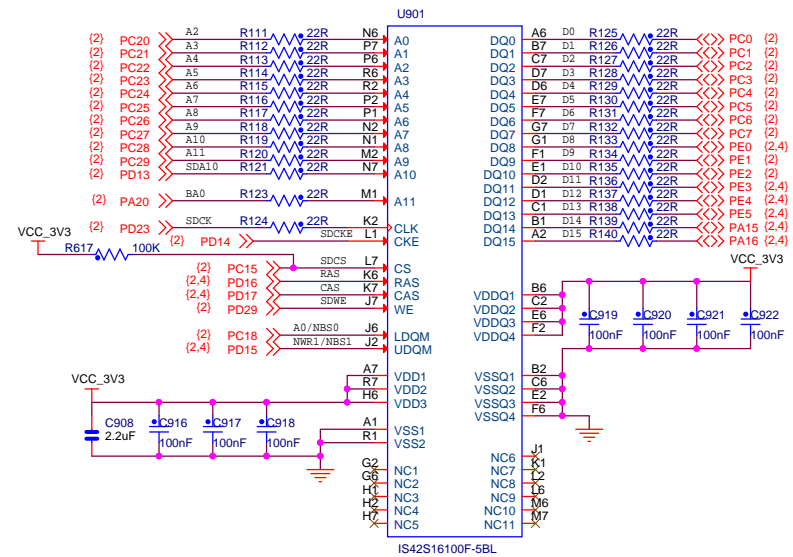 U901
{2} PC20 A2 R111 22R N6 A0 DQ0 A6 D0 R125 22R PC0 {2}
{2} PC21 A3 R112 22R P7 A1 DQ1 B7 D1 R126 22R PC1 {2}
{2} PC22 A4 R113 22R P6 A2 DQ2 C7 D2 R127 22R PC2 {2}
{2} PC23 A5 R114 22R R6 A3 DQ3 D7 D3 R128 22R PC3 {2}
{2} PC24 A6 R115 22R R2 A4 DQ4 D6 D4 R129 22R PC4 {2}
{2} PC25 A7 R116 22R P2 A5 DQ5 E7 D5 R130 22R PC5 {2}
{2} PC26 A8 R117 22R P1 A6 DQ6 F7 D6 R131 22R PC6 {2}
{2} PC27 A9 R118 22R N2 A7 DQ7 G7 D7 R132 22R PC7 {2}
{2} PC28 A10 R119 22R N1 A8 DQ8 G1 D8 R133 22R PE0 {2,4}
{2} PC29 A11 R120 22R M2 A9 DQ9 F1 D9 R134 22R PE1 {2}
{2} PD13 SDA10 R121 22R N7 A10 DQ10 E1 D10 R135 22R PE2 {2}
DQ11 D2 D11 R136 22R PE3 {2,4}
{2} PA20 BA0 R123 22R M1 A11 DQ12 D1 D12 R137 22R PE4 {2,4}
DQ13 C1 D13 R138 22R PE5 {2,4}
{2} PD23 SDCK R124 22R K2 CLK DQ14 B1 D14 R139 22R PA15 {2,4}
{2} PD14 SDCKE L1 CKE DQ15 A2 D15 R140 22R PA16 {2,4}
VCC_3V3
R617 100K
VCC_3V3
{2} PC15 SDCS L7 CS
{2,4} PD16 RAS K6 RAS
{2,4} PD17 CAS K7 CAS
{2} PD29 SDWE J7 WE
VDDQ1 B6
VDDQ2 C2
VDDQ3 E6
VDDQ4 F2
C919 C920 C921 C922
100nF 100nF 100nF 100nF
{2} PC18 A0/NBS0 J6 LDQM
{2,4} PD15 NWR1/NBS1 J2 UDQM
VCC_3V3
A7 VDD1
R7 VDD2
H6 VDD3
VSSQ1 B2
VSSQ2 C6
VSSQ3 E2
VSSQ4 F6
C908 C916 C917 C918
2.2uF 100nF 100nF 100nF
A1 VSS1
R1 VSS2
G2 NC1
G6 NC2
H1 NC3
H2 NC4
H7 NC5
NC6 J1
NC7 K1
NC8 L2
NC9 L6
NC10 M6
NC11 M7
IS42S16100F-5BL